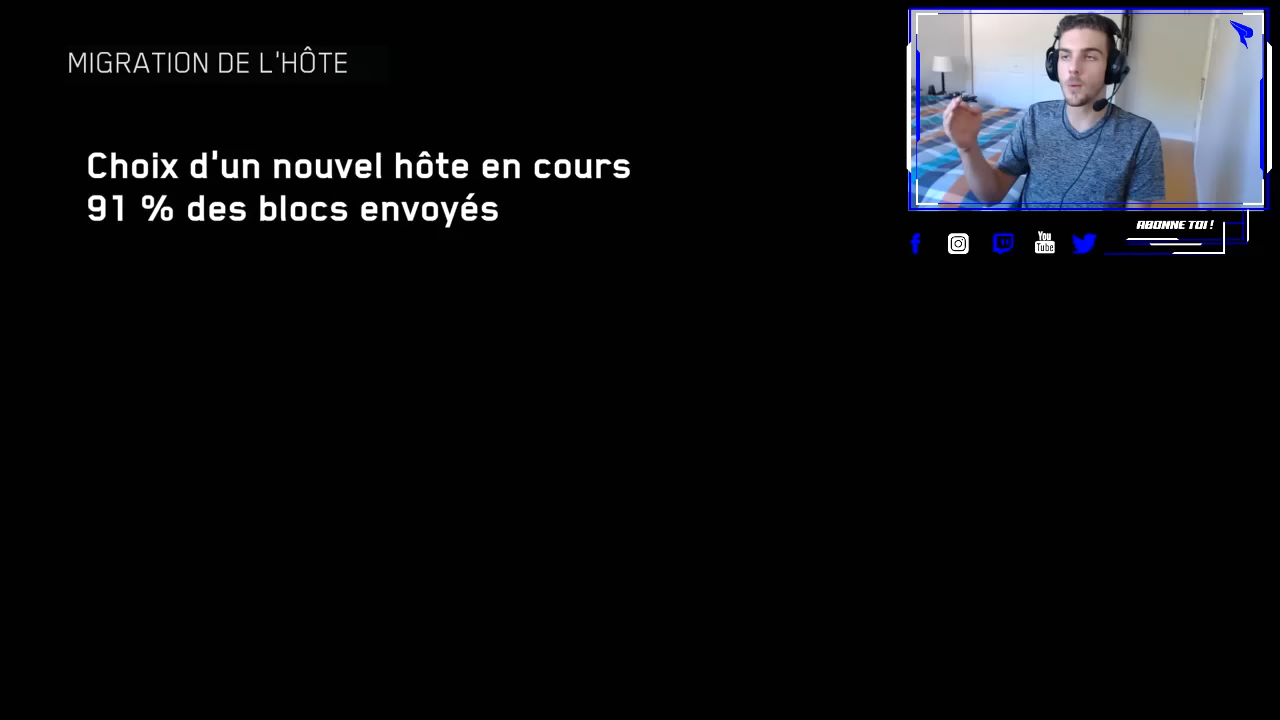 MIGRATION DE L'HÔTE
Choix d'un nouvel hôte en cours
91 % des blocs envoyés
ABONNE TOI !
You
Tube